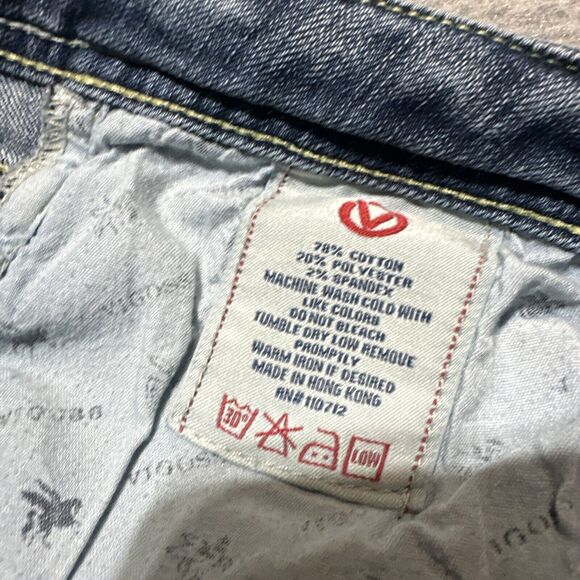 V
78% COTTON
20% POLYESTER
2% SPANDEX
MACHINE WASH COLD WITH
LIKE COLORS
DO NOT BLEACH
TUMBLE DRY LOW REMOVE
PROMPTLY
WARM IRON IF DESIRED
MADE IN HONG KONG
RN# 110712
30°
LOW